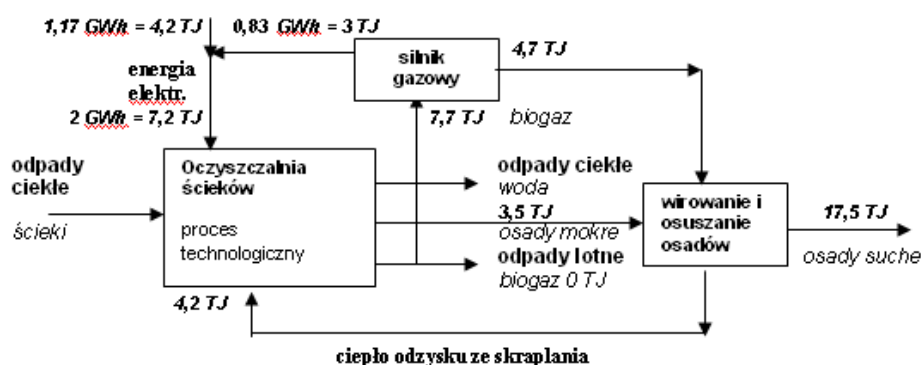 1,17 GWh = 4,2 TJ
0,83 GWh = 3 TJ
energia
elektr.
2 GWh = 7,2 TJ
silnik
gazowy
4,7 TJ
7,7 TJ
biogaz
odpady
ciekłe
ścieki
Oczyszczalnia
ścieków
proces
technologiczny
odpady ciekłe
woda
3,5 TJ
osady mokre
odpady lotne
biogaz 0 TJ
wirowanie i
osuszanie
osadów
17,5 TJ
osady suche
4,2 TJ
ciepło odzysku ze skraplania